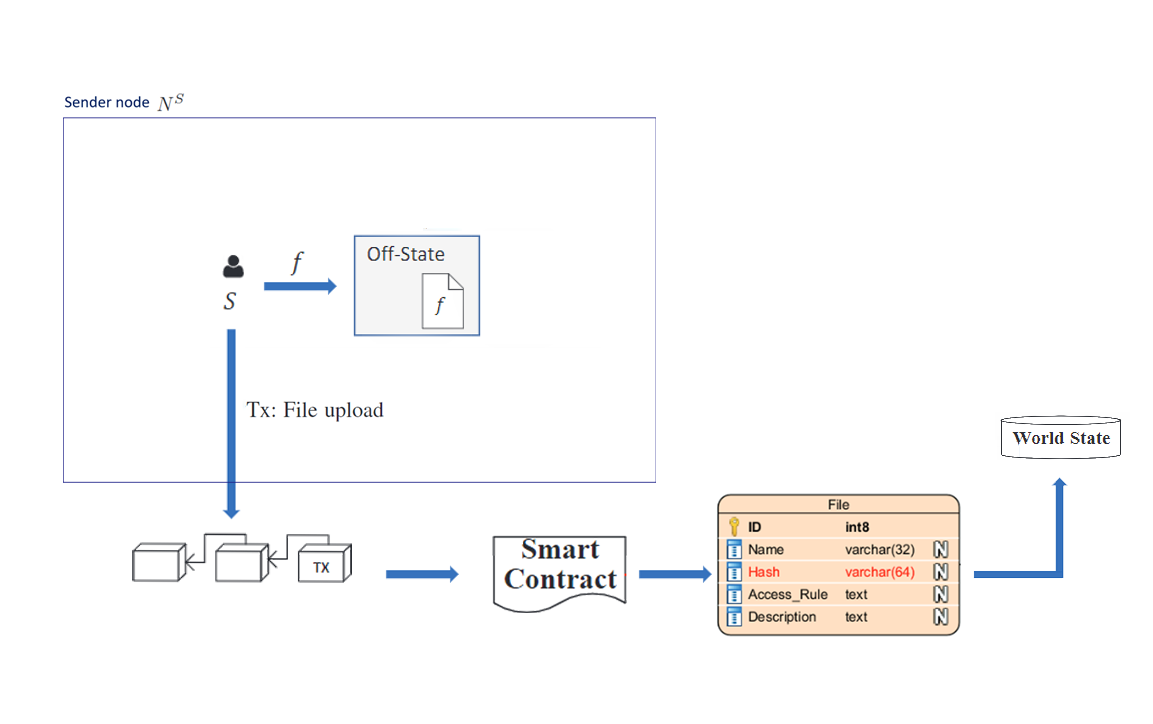 Sender node N^S
Off-State
f
f
S
Tx: File upload
World State
TX
Smart
Contract
File
ID int8
Name varchar(32) N
Hash varchar(64) N
Access_Rule text N
Description text N